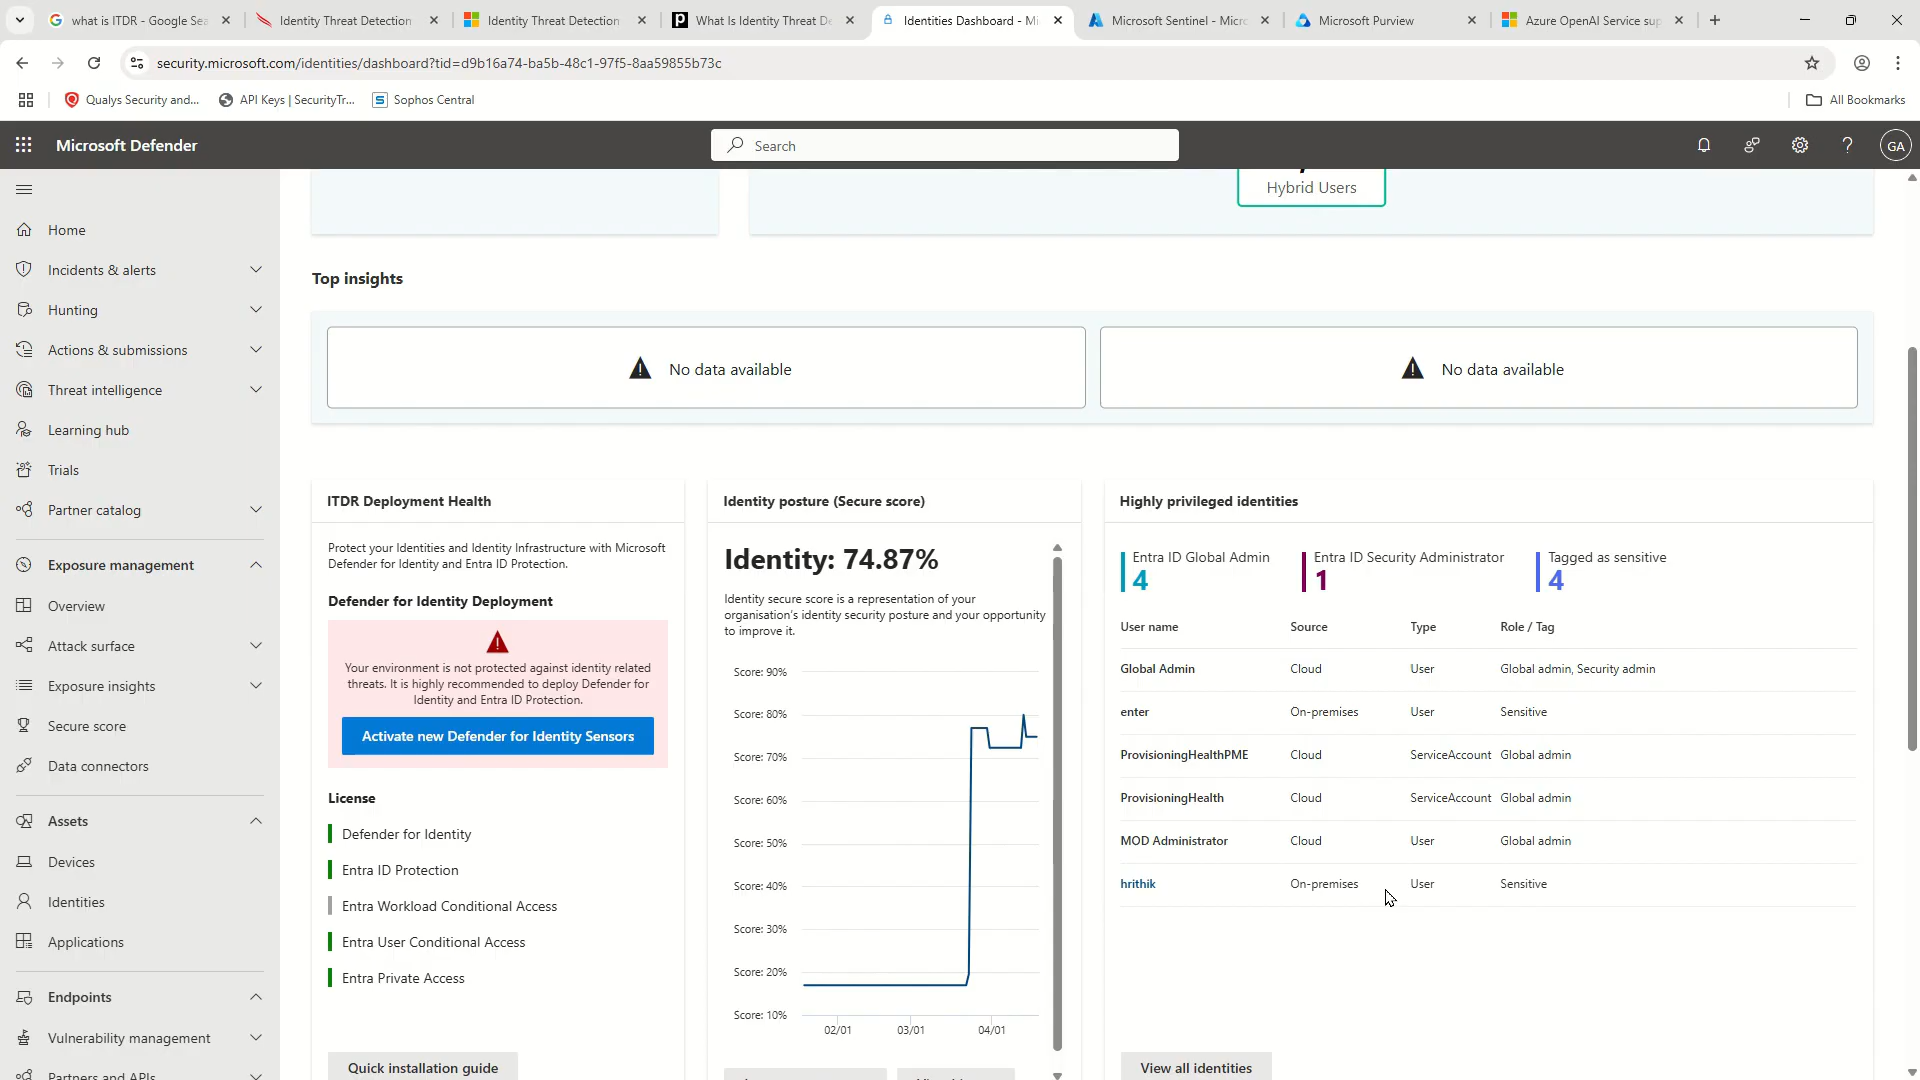 what is ITDR - Google Sea
Identity Threat Detection
Identity Threat Detection
What Is Identity Threat De
Identities Dashboard - Mi
Microsoft Sentinel - Micro
Microsoft Purview
Azure OpenAI Service sup
security.microsoft.com/identities/dashboard?tid=d9b16a74-ba5b-48c1-97f5-8aa59855b73c
Qualys Security and...
API Keys | SecurityTr...
Sophos Central
All Bookmarks
Microsoft Defender
Search
GA
Home
Incidents & alerts
Hunting
Actions & submissions
Threat intelligence
Learning hub
Trials
Partner catalog
Exposure management
Overview
Attack surface
Exposure insights
Secure score
Data connectors
Assets
Devices
Identities
Applications
Endpoints
Vulnerability management
Partners and APIs
Hybrid Users
Top insights
No data available
No data available
ITDR Deployment Health
Protect your Identities and Identity Infrastructure with Microsoft
Defender for Identity and Entra ID Protection.
Defender for Identity Deployment
Your environment is not protected against identity related
threats. It is highly recommended to deploy Defender for
Identity and Entra ID Protection.
Activate new Defender for Identity Sensors
License
Defender for Identity
Entra ID Protection
Entra Workload Conditional Access
Entra User Conditional Access
Entra Private Access
Quick installation guide
Identity posture (Secure score)
Identity: 74.87%
Identity secure score is a representation of your
organisation's identity security posture and your opportunity
to improve it.
Score: 90%
Score: 80%
Score: 70%
Score: 60%
Score: 50%
Score: 40%
Score: 30%
Score: 20%
Score: 10%
02/01 03/01 04/01
Highly privileged identities
Entra ID Global Admin
4
Entra ID Security Administrator
1
Tagged as sensitive
4
User name Source Type Role / Tag
Global Admin Cloud User Global admin, Security admin
enter On-premises User Sensitive
ProvisioningHealthPME Cloud ServiceAccount Global admin
ProvisioningHealth Cloud ServiceAccount Global admin
MOD Administrator Cloud User Global admin
hrithik On-premises User Sensitive
View all identities